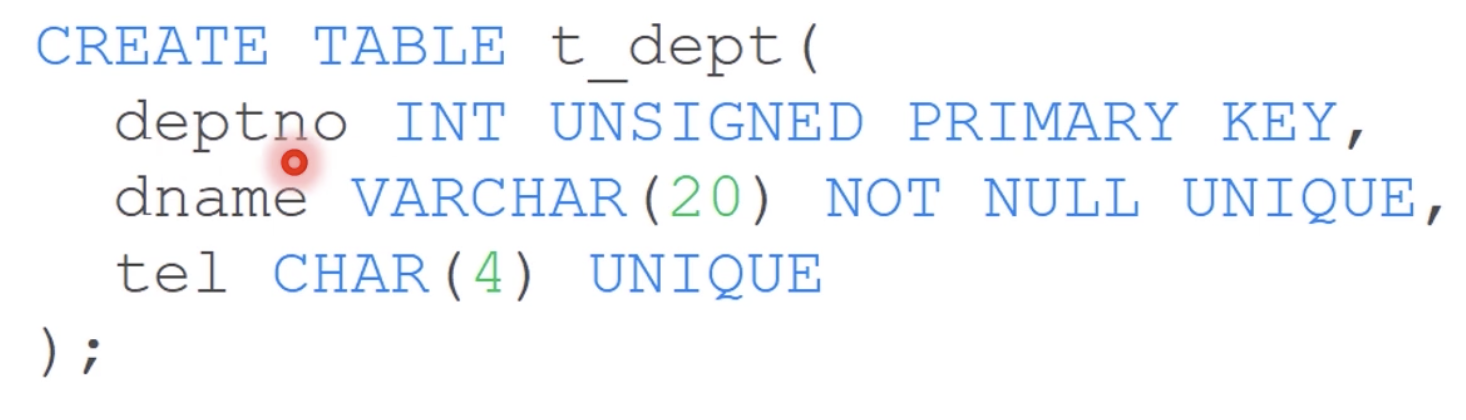 CREATE TABLE t_dept(
  deptno INT UNSIGNED PRIMARY KEY,
  dname VARCHAR(20) NOT NULL UNIQUE,
  tel CHAR(4) UNIQUE
);